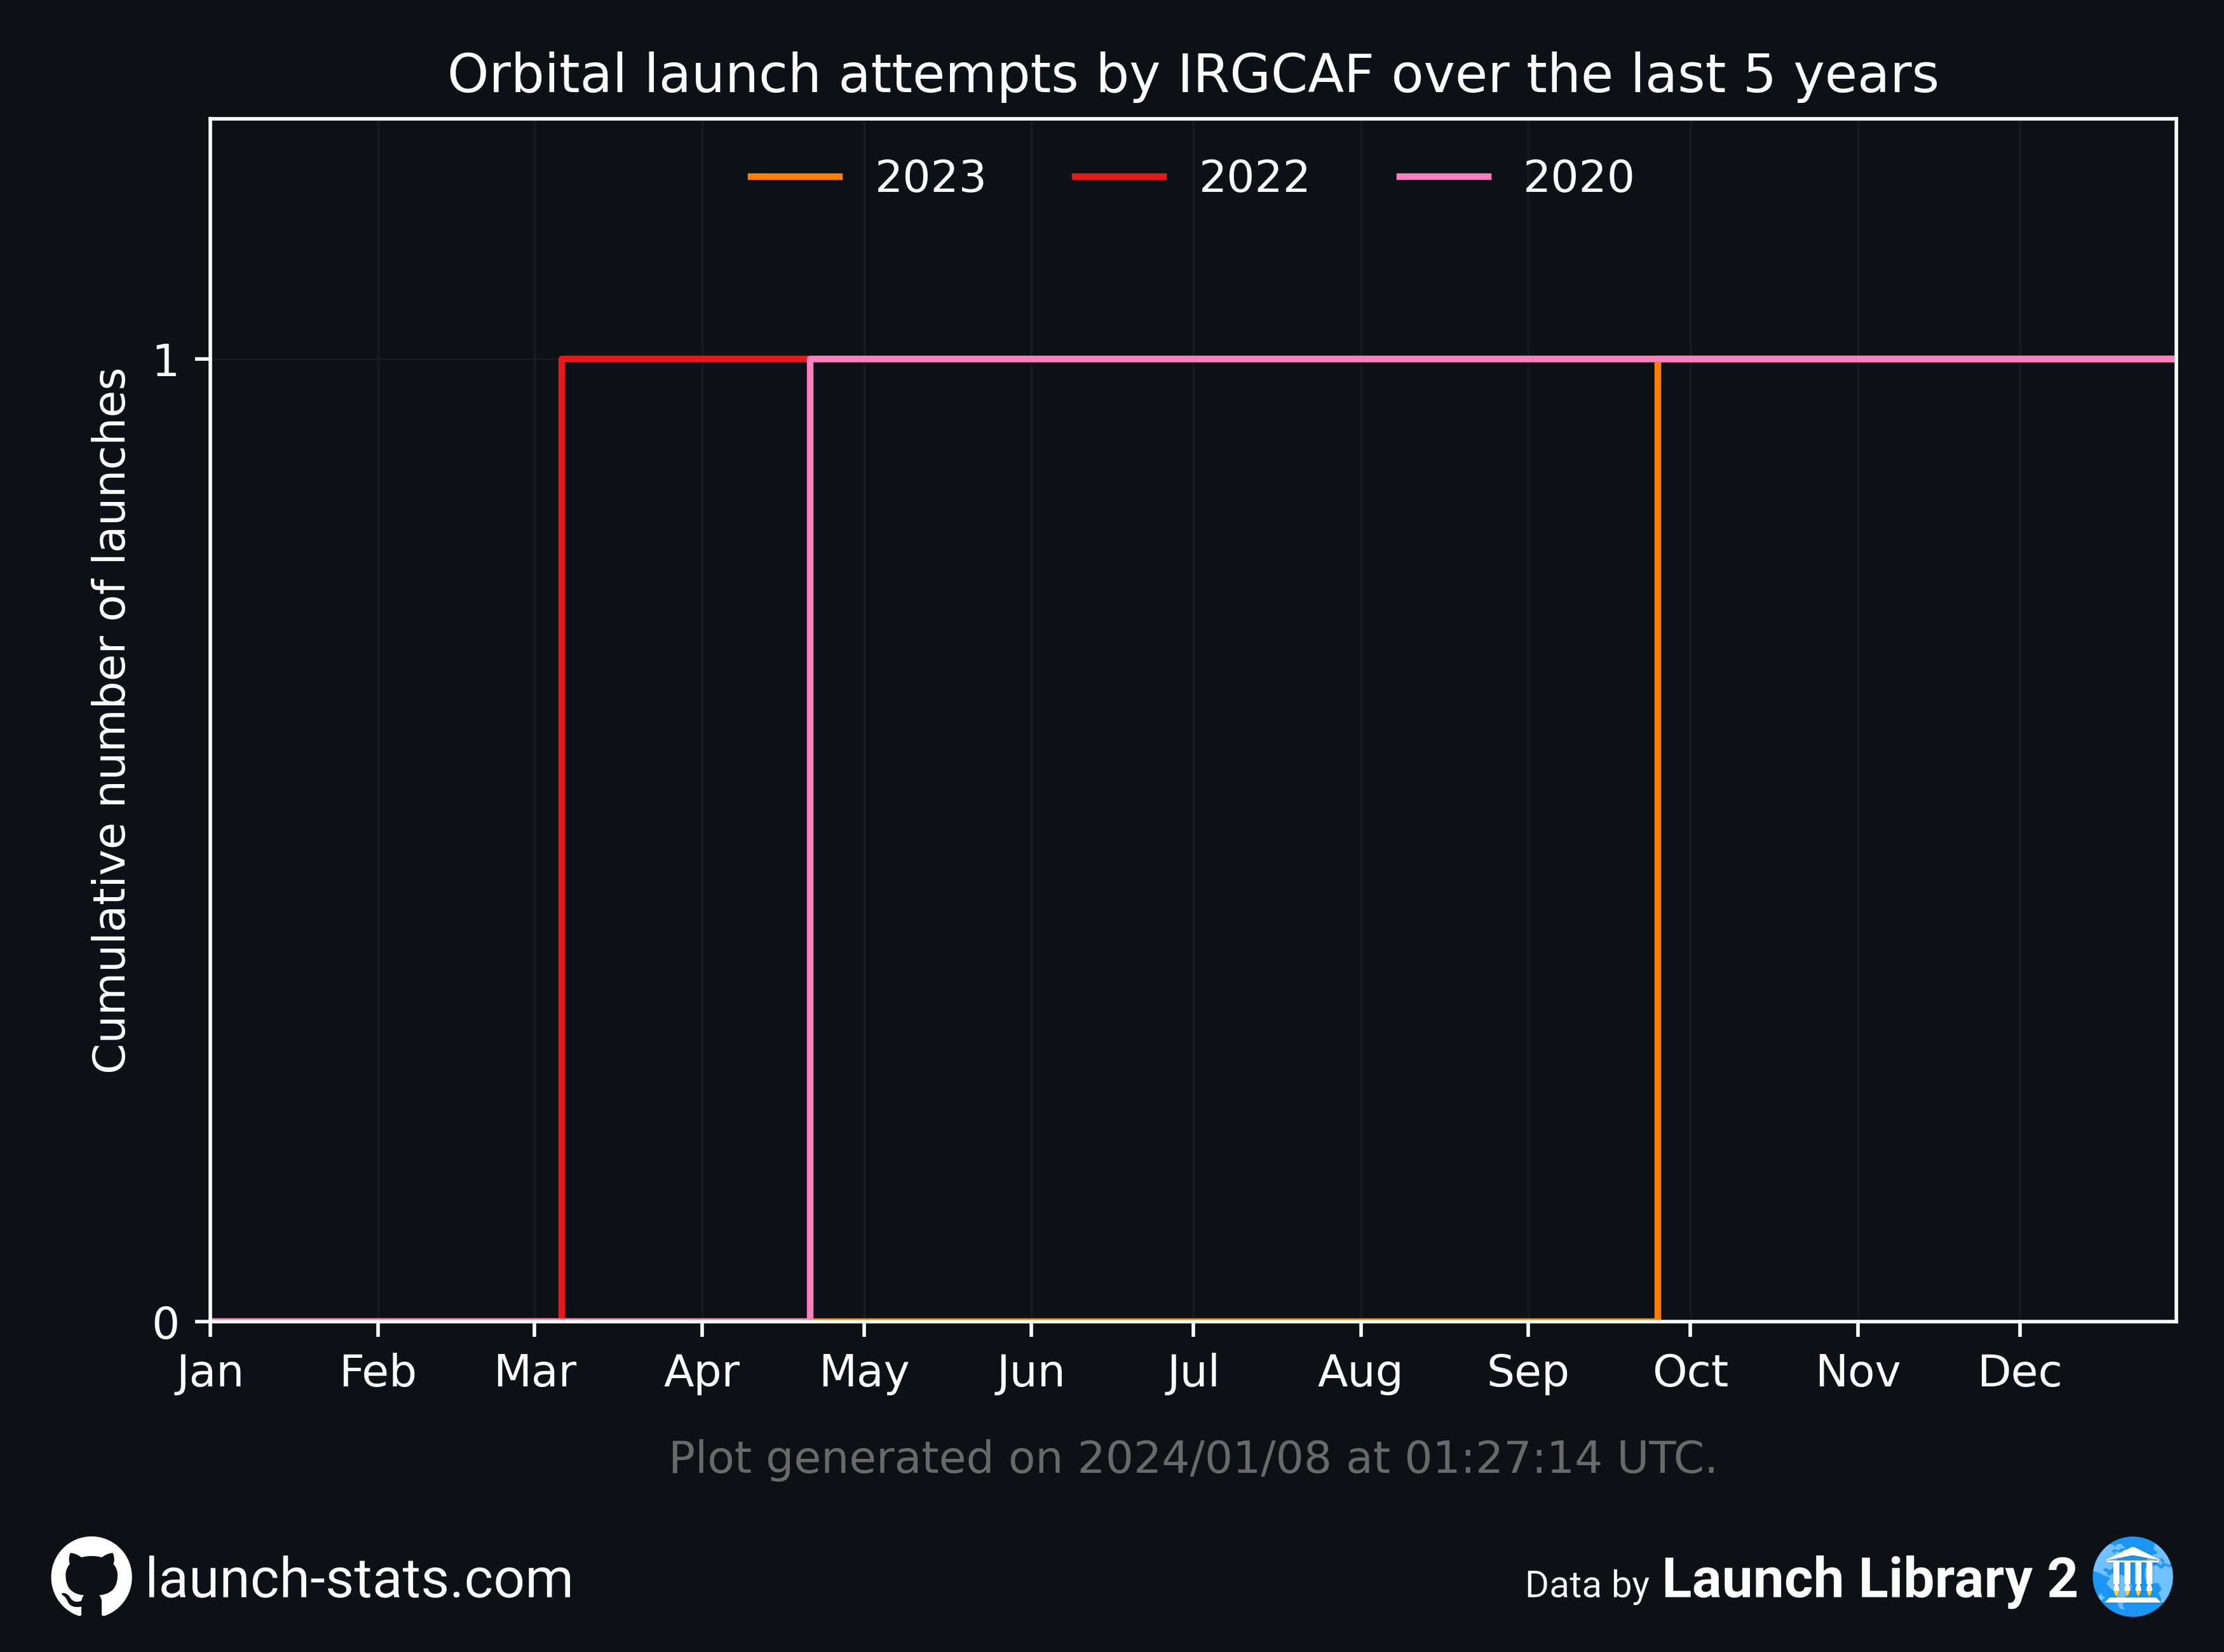 Orbital launch attempts by IRGCAF over the last 5 years
2023 2022 2020
Cumulative number of launches
1
0
Jan Feb Mar Apr May Jun Jul Aug Sep Oct Nov Dec
Plot generated on 2024/01/08 at 01:27:14 UTC.
launch-stats.com
Data by Launch Library 2